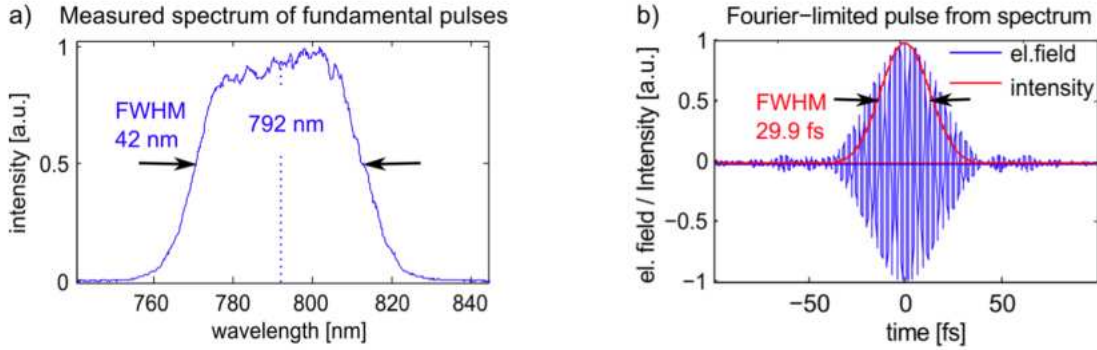 a) Measured spectrum of fundamental pulses
1
0.5
0
intensity [a.u.]
FWHM
42 nm
792 nm
760
780
800
820
840
wavelength [nm]
b) Fourier-limited pulse from spectrum
1
0.5
0
−0.5
−1
el. field / Intensity [a.u.]
el.field
intensity
FWHM
29.9 fs
−50
0
50
time [fs]